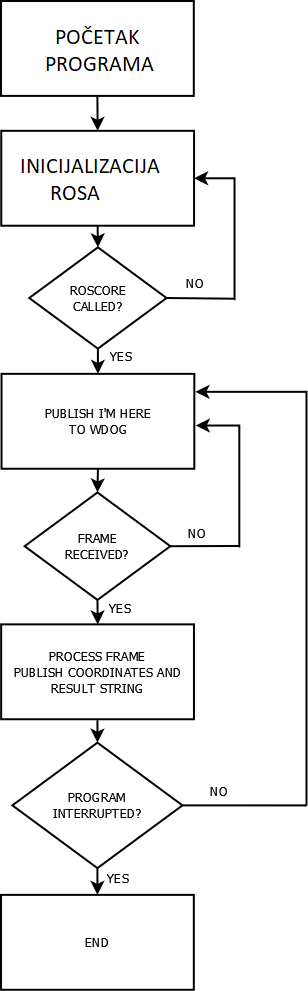 POČETAK
PROGRAMA
INICIJALIZACIJA
ROSA
NO
ROSCORE
CALLED?
YES
PUBLISH I'M HERE
TO WDOG
NO
FRAME
RECEIVED?
YES
PROCESS FRAME
PUBLISH COORDINATES AND
RESULT STRING
NO
PROGRAM
INTERRUPTED?
YES
END